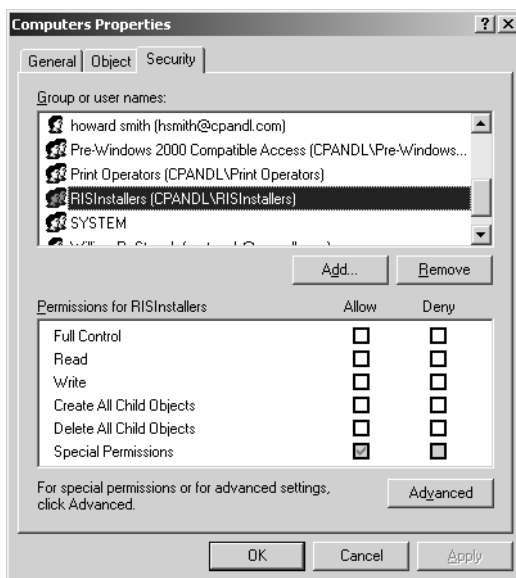 Computers Properties
General Object Security
Group or user names:
howard smith (hsmith@cpandl.com)
Pre-Windows 2000 Compatible Access (CPANDL\Pre-Windows...
Print Operators (CPANDL\Print Operators)
RISInstallers (CPANDL\RISInstallers)
SYSTEM
Add... Remove
Permissions for RISInstallers Allow Deny
Full Control
Read
Write
Create All Child Objects
Delete All Child Objects
Special Permissions
For special permissions or for advanced settings,
click Advanced.
Advanced
OK Cancel Apply